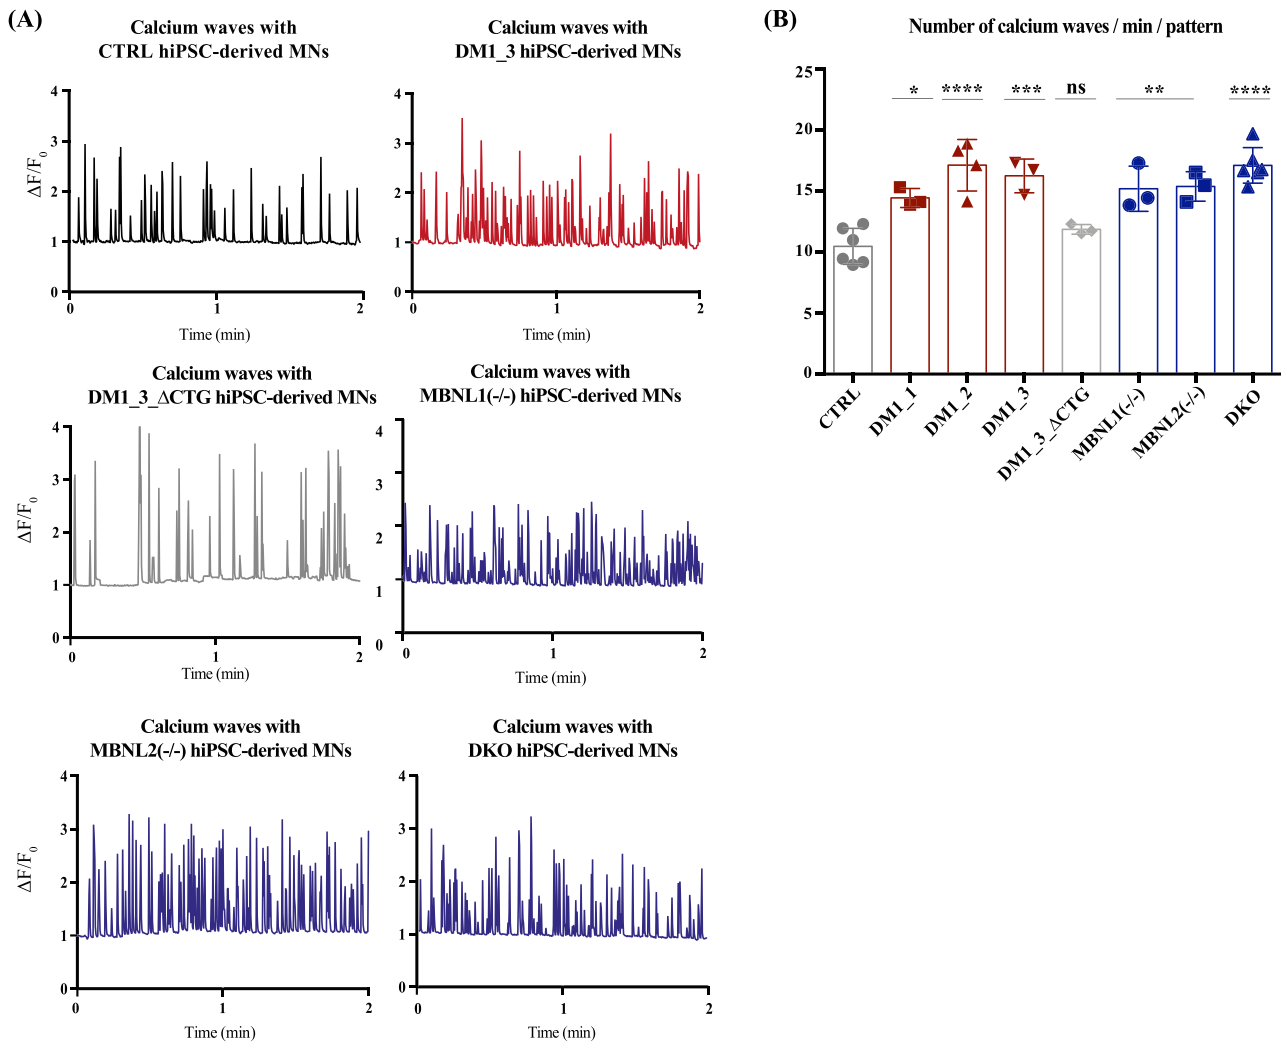 (A)
Calcium waves with
CTRL hiPSC-derived MNs
4
3
2
1
0
ΔF/F0
0
1
2
Time (min)
Calcium waves with
DM1_3 hiPSC-derived MNs
4
3
2
1
0
0
1
2
Time (min)
Calcium waves with
DM1_3_ΔCTG hiPSC-derived MNs
4
3
2
1
0
ΔF/F0
0
1
2
Time (min)
Calcium waves with
MBNL1(-/-) hiPSC-derived MNs
4
3
2
1
0
0
1
2
Time (min)
Calcium waves with
MBNL2(-/-) hiPSC-derived MNs
4
3
2
1
0
ΔF/F0
0
1
2
Time (min)
Calcium waves with
DKO hiPSC-derived MNs
4
3
2
1
0
0
1
2
Time (min)
(B)
Number of calcium waves / min / pattern
25
20
15
10
5
0
* **** *** ns ** ****
CTRL
DM1_1
DM1_2
DM1_3
DM1_3_ΔCTG
MBNL1(-/-)
MBNL2(-/-)
DKO